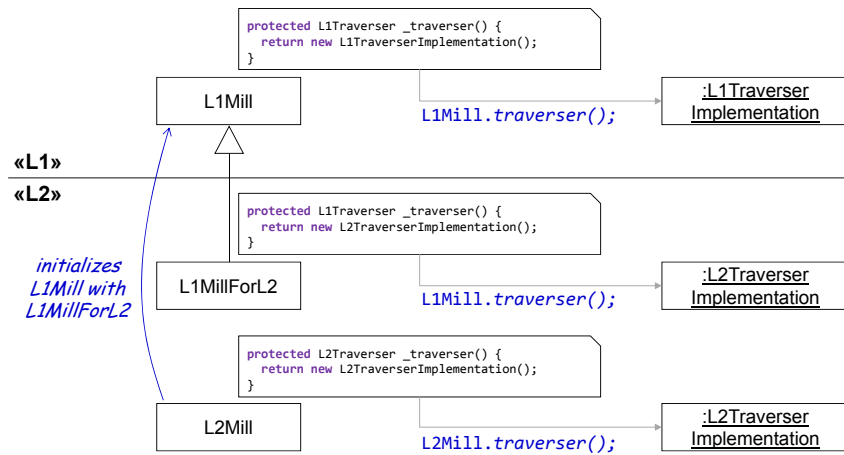 protected L1Traverser _traverser() {
return new L1TraverserImplementation();
}
L1Mill
L1Mill.traverser();
:L1Traverser
Implementation
«L1»
«L2»
protected L1Traverser _traverser() {
return new L2TraverserImplementation();
}
initializes
L1Mill with
L1MillForL2
L1MillForL2
L1Mill.traverser();
:L2Traverser
Implementation
protected L2Traverser _traverser() {
return new L2TraverserImplementation();
}
L2Mill
L2Mill.traverser();
:L2Traverser
Implementation